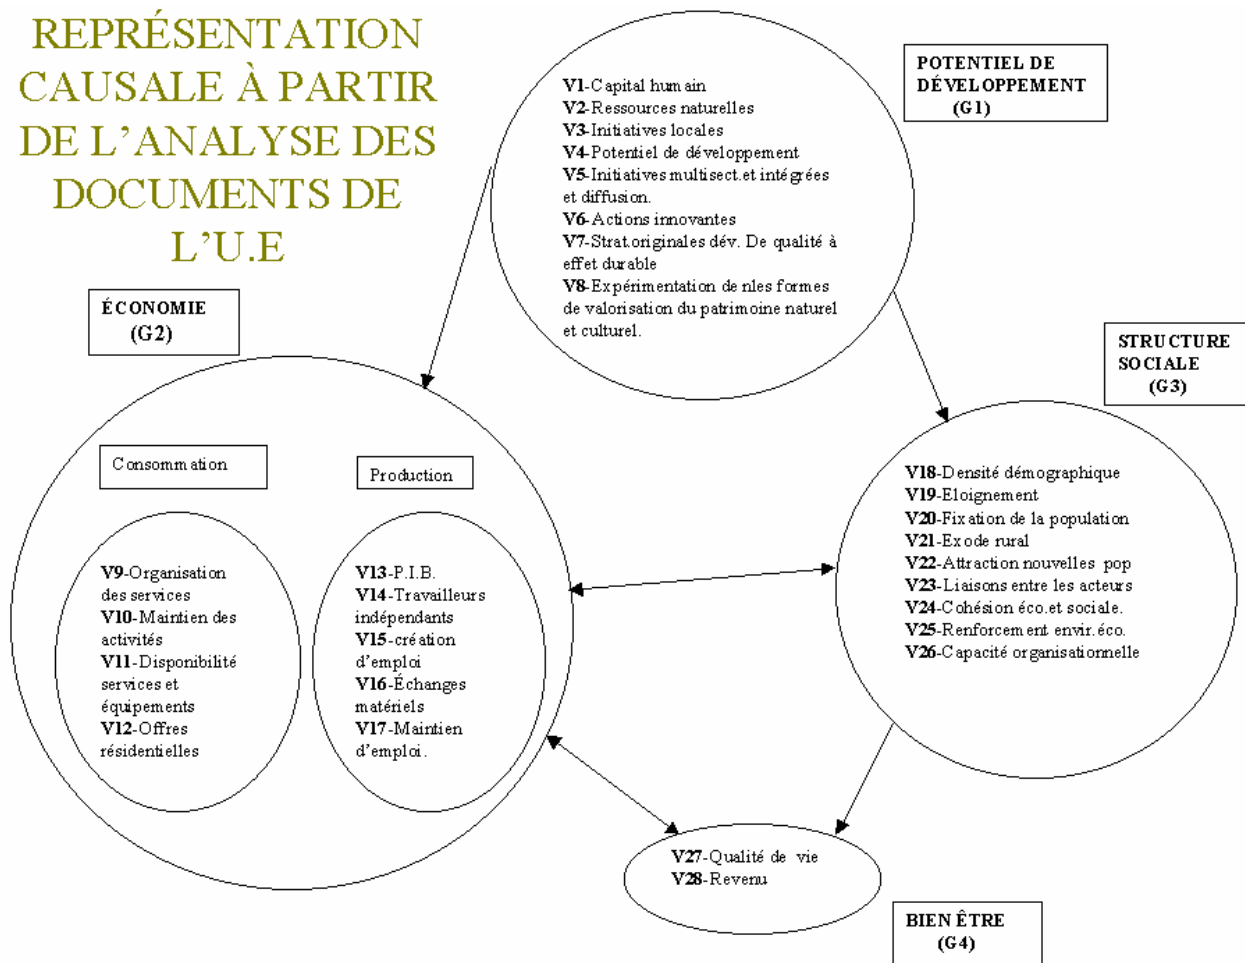 REPRÉSENTATION
CAUSALE À PARTIR
DE L'ANALYSE DES
DOCUMENTS DE
L'U.E
POTENTIEL DE
DÉVELOPPEMENT
(G1)
V1-Capital humain
V2-Ressources naturelles
V3-Initiatives locales
V4-Potentiel de développement
V5-Initiatives multisect.et intégrées
et diffusion.
V6-Actions innovantes
V7-Strat.originales dév. De qualité à
effet durable
V8-Expérimentation de nles formes
de valorisation du patrimoine naturel
et culturel.
ÉCONOMIE
(G2)
Consommation
V9-Organisation
des services
V10-Maintien des
activités
V11-Disponibilité
services et
équipements
V12-Offres
résidentielles
Production
V13-P.I.B.
V14-Travailleurs
indépendants
V15-création
d'emploi
V16-Échanges
matériels
V17-Maintien
d'emploi.
STRUCTURE
SOCIALE
(G3)
V18-Densité démographique
V19-Eloignement
V20-Fixation de la population
V21-Exode rural
V22-Attraction nouvelles pop
V23-Liaisons entre les acteurs
V24-Cohésion éco.et sociale.
V25-Renforcement envir.éco.
V26-Capacité organisationnelle
V27-Qualité de vie
V28-Revenu
BIEN ÊTRE
(G4)